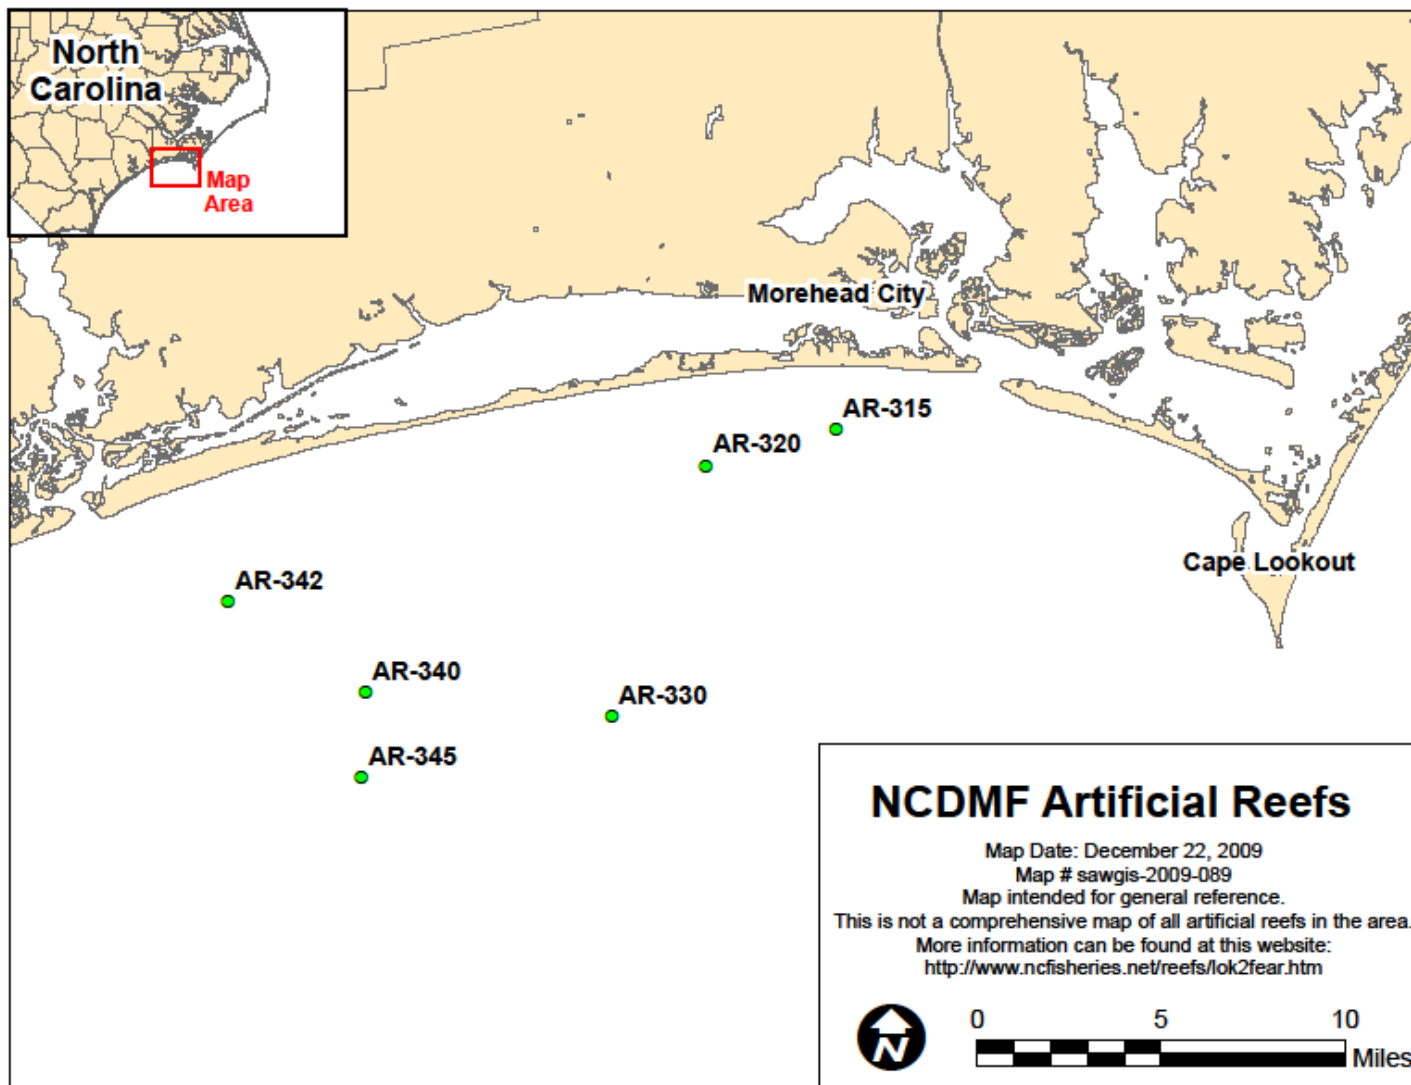 North
Carolina
Map
Area
Morehead City
AR-315
AR-320
Cape Lookout
AR-342
AR-340
AR-330
AR-345
NCDMF Artificial Reefs
Map Date: December 22, 2009
Map # sawgis-2009-089
Map intended for general reference.
This is not a comprehensive map of all artificial reefs in the area.
More information can be found at this website:
http://www.ncfisheries.net/reefs/lok2fear.htm
N
0 5 10
Miles